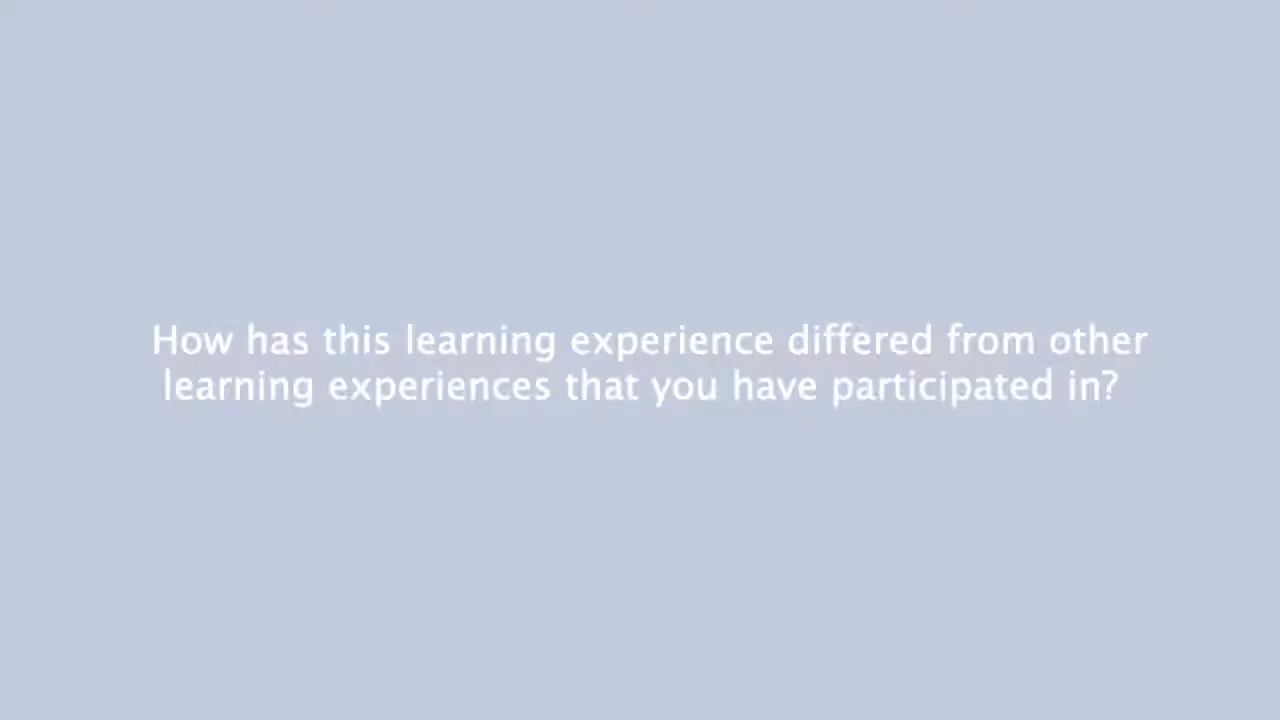 How has this learning experience differed from other
learning experiences that you have participated in?